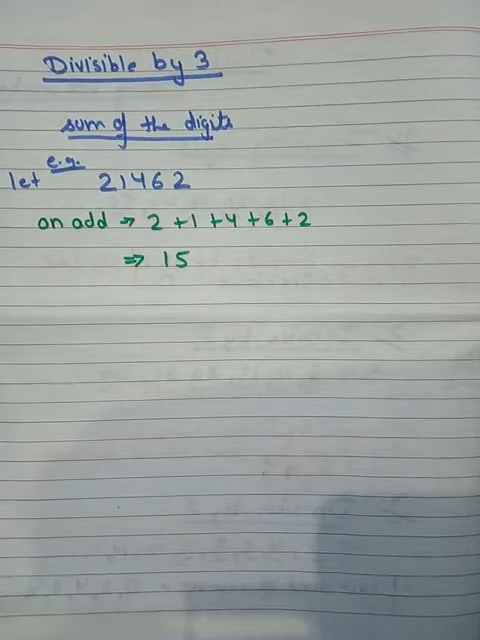 Divisible by 3
sum of the digits
e.g.
let 21462
on add → 2 +1 +4 +6 +2
⇒ 15